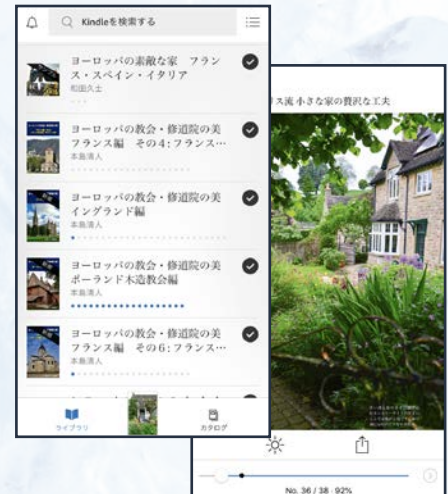 Kindleを検索する
ヨーロッパの素敵な家 フラン
ス・スペイン・イタリア
和田久士
ヨーロッパの教会・修道院の美
フランス編 その4:フランス…
本島清人
ヨーロッパの教会・修道院の美
イングランド編
本島清人
ヨーロッパの教会・修道院の美
ポーランド木造教会編
本島清人
ヨーロッパの教会・修道院の美
フランス編 その6:フランス…
本島清人
ライブラリ
カタログ
リス流 小さな家の贅沢な工夫
No. 36 / 38 · 92%